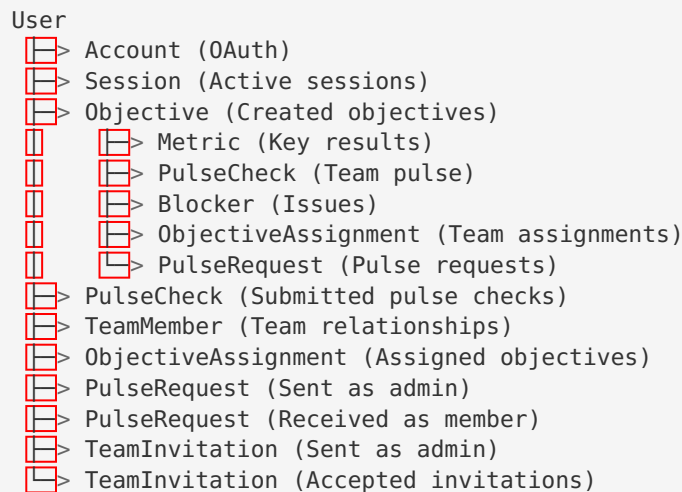 User
├─> Account (OAuth)
├─> Session (Active sessions)
├─> Objective (Created objectives)
│   ├─> Metric (Key results)
│   ├─> PulseCheck (Team pulse)
│   ├─> Blocker (Issues)
│   ├─> ObjectiveAssignment (Team assignments)
│   └─> PulseRequest (Pulse requests)
├─> PulseCheck (Submitted pulse checks)
├─> TeamMember (Team relationships)
├─> ObjectiveAssignment (Assigned objectives)
├─> PulseRequest (Sent as admin)
├─> PulseRequest (Received as member)
├─> TeamInvitation (Sent as admin)
└─> TeamInvitation (Accepted invitations)